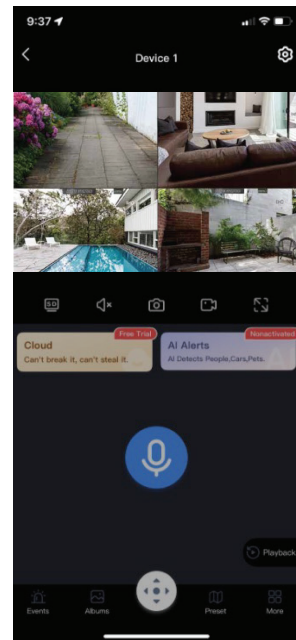 9:37
Device 1
SD
Free Trial
Cloud
Can't break it, can't steal it.
Nonactivated
AI Alerts
AI Detects People,Cars,Pets.
Playback
Events
Albums
Preset
More